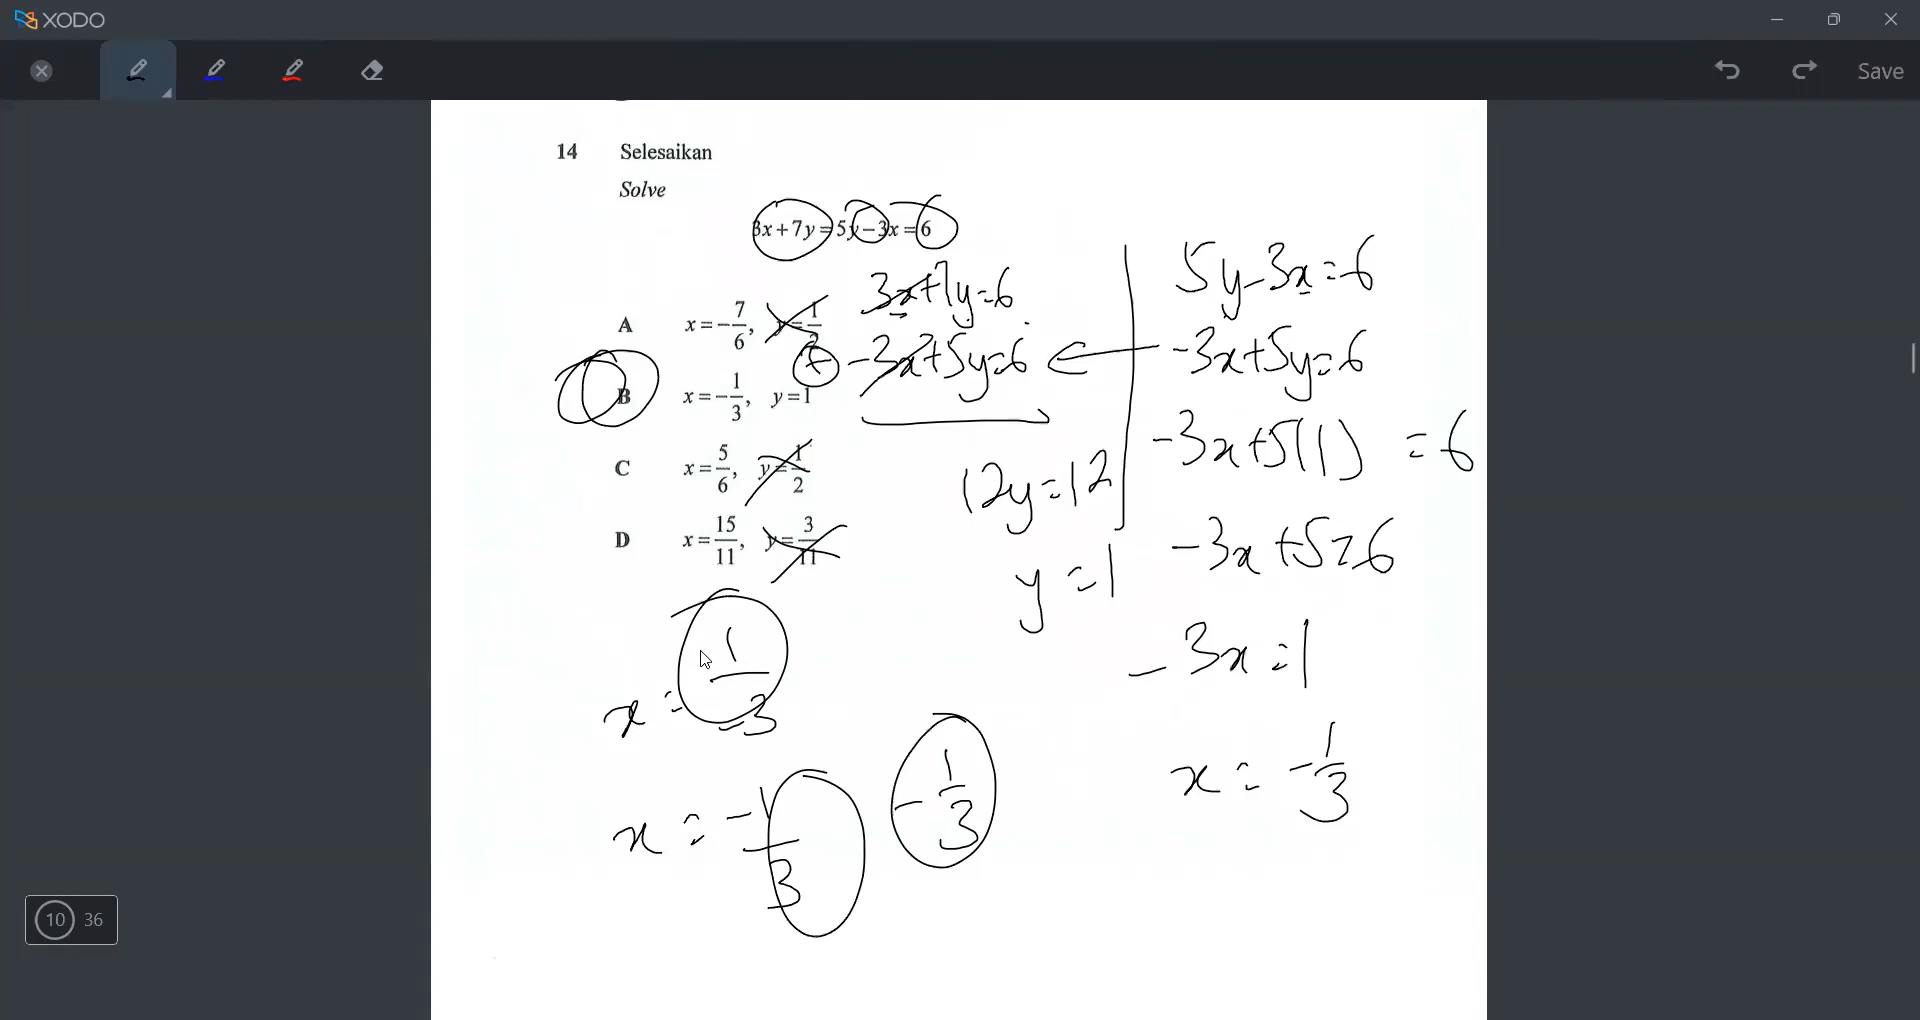 XODO
Save
14 Selesaikan
Solve
3x+7y=5y-3x=6
3x+7y=6
5y-3x=6
A x=-7/6, y=1/2
+ -3x+5y=6
-3x+5y=6
B x=-1/3, y=1
-3x+5(1) =6
C x=5/6, y=1/2
12y=12
D x=15/11, y=3/11
-3x+5=6
y=1
x=1/-3
-3x=1
x=-1/3
-1/3
x=-1/3
10 36